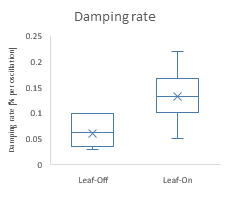 Damping rate
Damping rate [% per oscillation]
0.25
0.2
0.15
0.1
0.05
0
Leaf-Off
Leaf-On